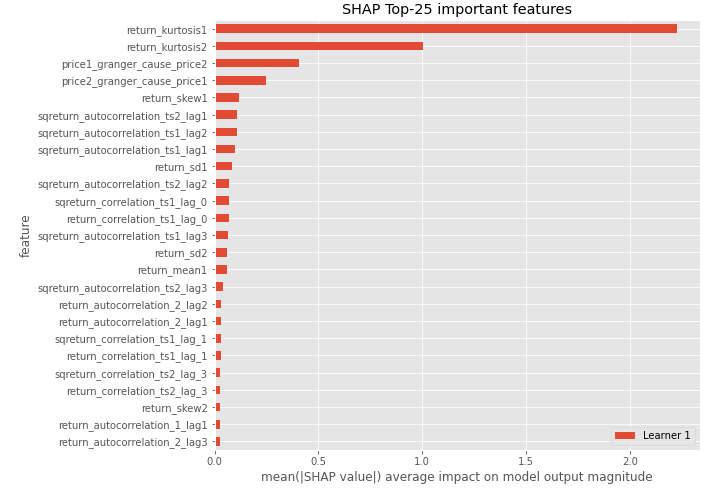 SHAP Top-25 important features
return_kurtosis1
return_kurtosis2
price1_granger_cause_price2
price2_granger_cause_price1
return_skew1
sqreturn_autocorrelation_ts2_lag1
sqreturn_autocorrelation_ts1_lag2
sqreturn_autocorrelation_ts1_lag1
return_sd1
sqreturn_autocorrelation_ts2_lag2
sqreturn_correlation_ts1_lag_0
return_correlation_ts1_lag_0
sqreturn_autocorrelation_ts1_lag3
return_sd2
return_mean1
sqreturn_autocorrelation_ts2_lag3
return_autocorrelation_2_lag2
return_autocorrelation_2_lag1
sqreturn_correlation_ts1_lag_1
return_correlation_ts1_lag_1
sqreturn_correlation_ts2_lag_3
return_correlation_ts2_lag_3
return_skew2
return_autocorrelation_1_lag1
return_autocorrelation_2_lag3
feature
Learner 1
0.0 0.5 1.0 1.5 2.0
mean(|SHAP value|) average impact on model output magnitude